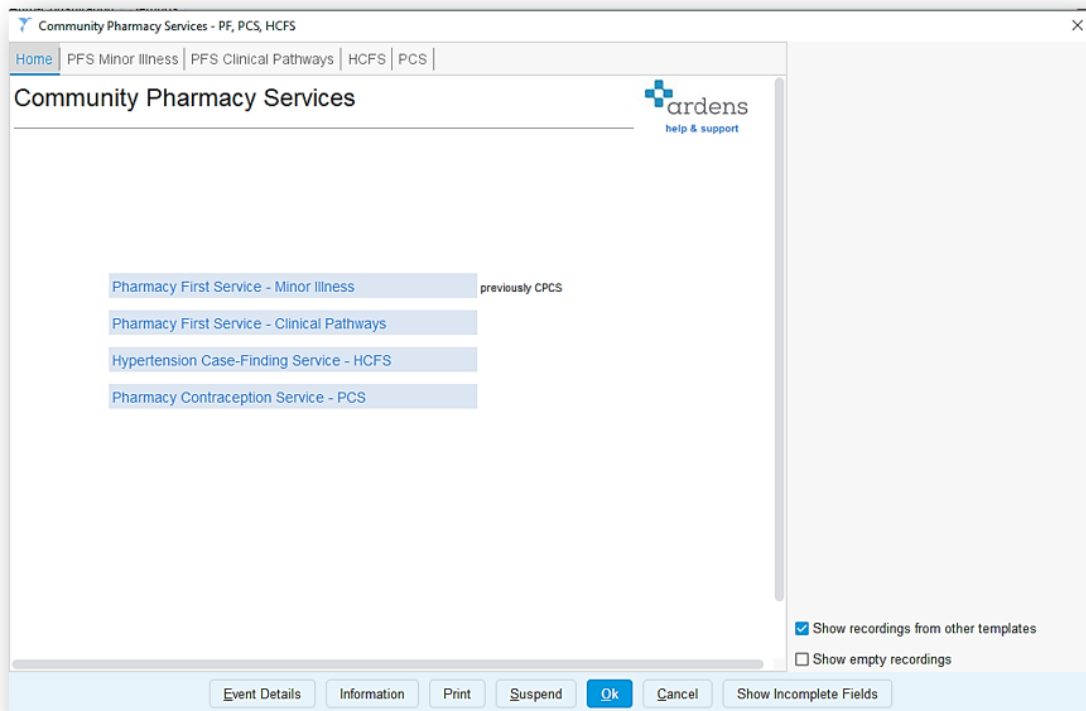 Community Pharmacy Services - PF, PCS, HCFS
Home PFS Minor Illness PFS Clinical Pathways HCFS PCS
Community Pharmacy Services
ardens
help & support
Pharmacy First Service - Minor Illness previously CPCS
Pharmacy First Service - Clinical Pathways
Hypertension Case-Finding Service - HCFS
Pharmacy Contraception Service - PCS
Show recordings from other templates
Show empty recordings
Event Details Information Print Suspend Ok Cancel Show Incomplete Fields